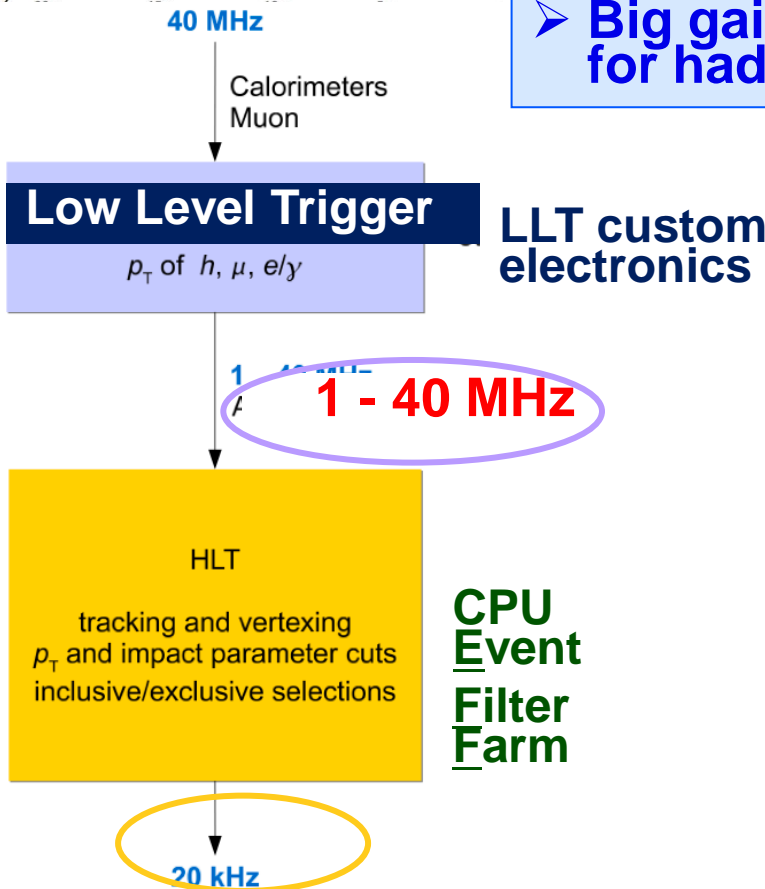 40 MHz
➢ Big gai
for had
Calorimeters
Muon
Low Level Trigger
LLT custom
electronics
pT of h, μ, e/γ
1 - 40 MHz
HLT
tracking and vertexing
pT and impact parameter cuts
inclusive/exclusive selections
CPU
Event
Filter
Farm
20 kHz